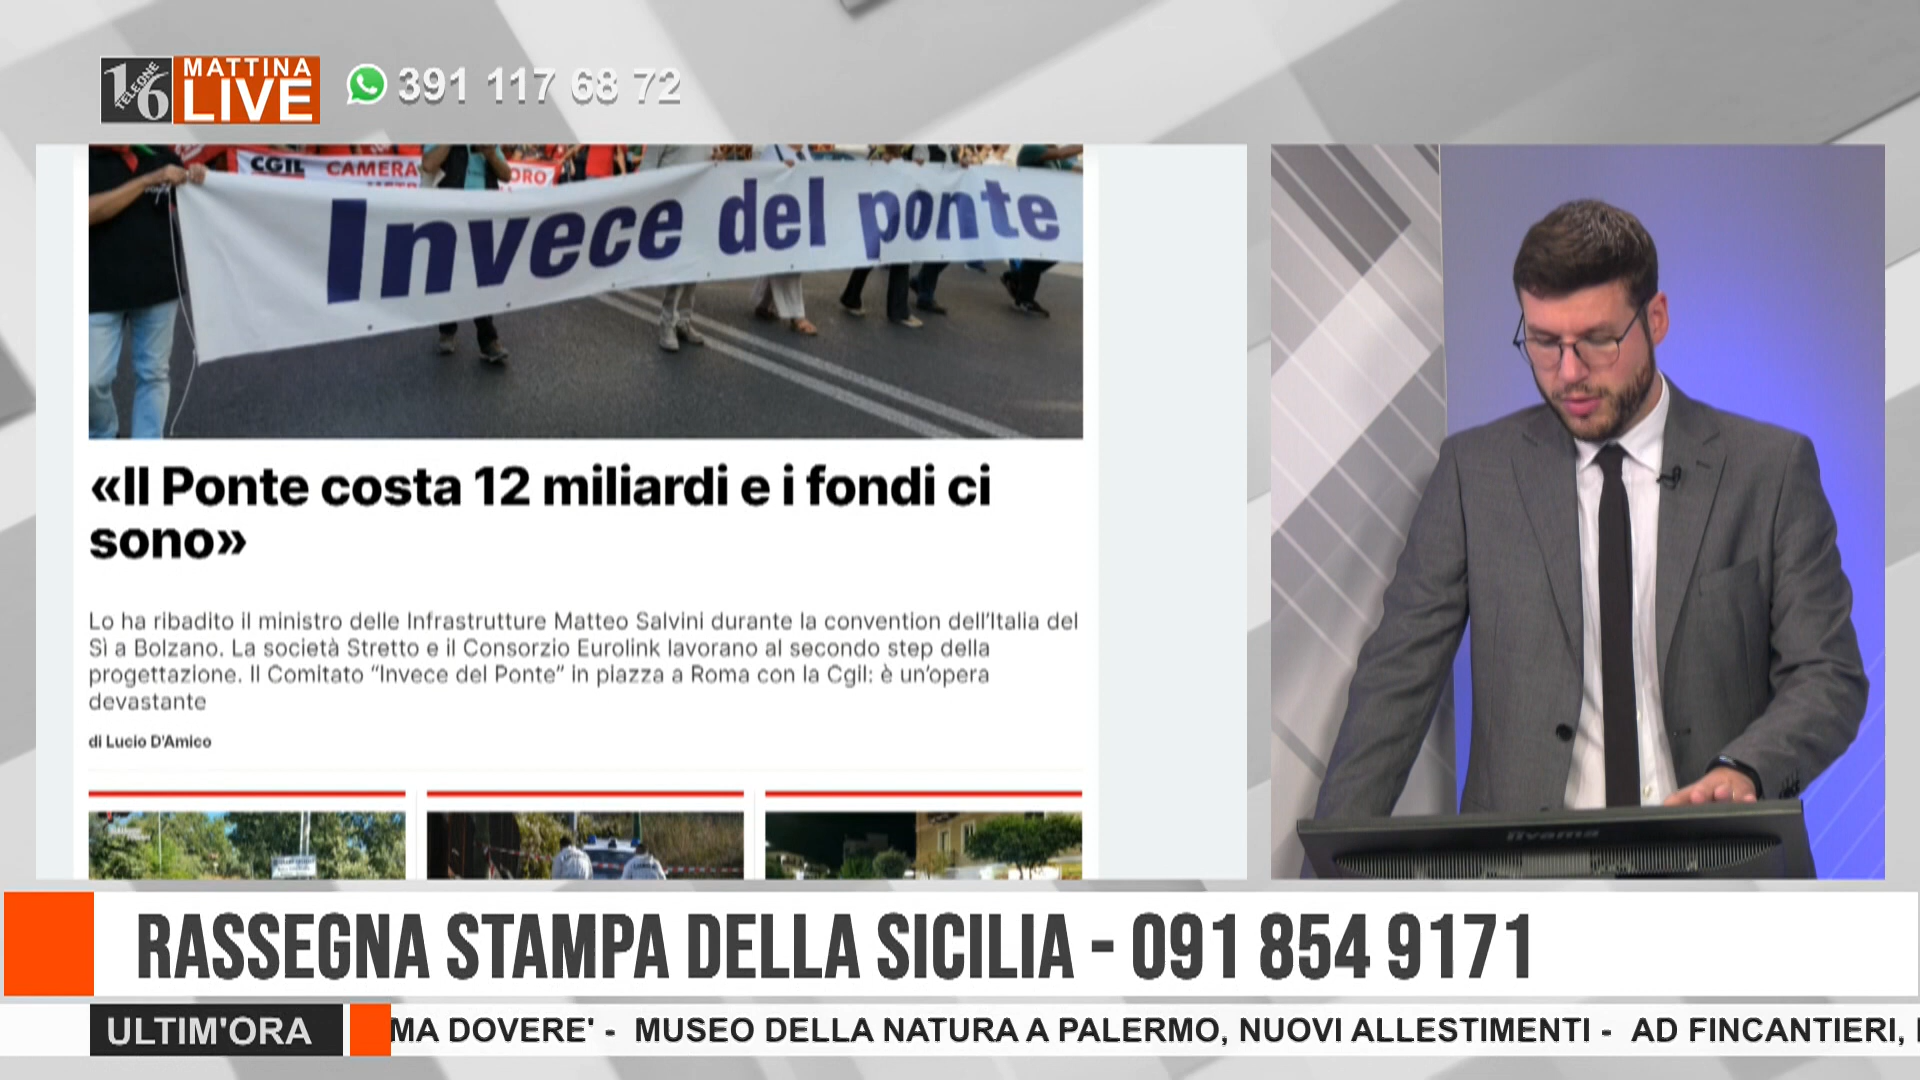 16
TELEONE
MATTINA
LIVE
391 117 68 72
CGIL CAMERA
Invece del ponte
«Il Ponte costa 12 miliardi e i fondi ci
sono»
Lo ha ribadito il ministro delle Infrastrutture Matteo Salvini durante la convention dell'Italia del
Sì a Bolzano. La società Stretto e il Consorzio Eurolink lavorano al secondo step della
progettazione. Il Comitato “Invece del Ponte” in piazza a Roma con la Cgil: è un'opera
devastante
di Lucio D'Amico
iiyama
RASSEGNA STAMPA DELLA SICILIA - 091 854 9171
ULTIM'ORA
MA DOVERE' - MUSEO DELLA NATURA A PALERMO, NUOVI ALLESTIMENTI - AD FINCANTIERI,